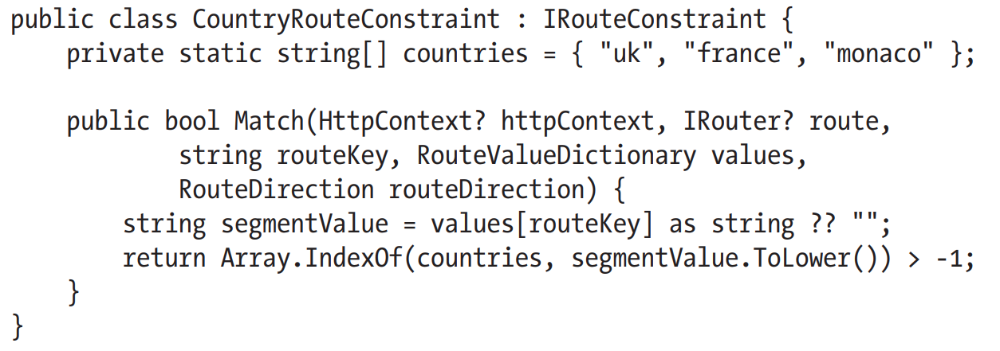 public class CountryRouteConstraint : IRouteConstraint {
    private static string[] countries = { "uk", "france", "monaco" };

    public bool Match(HttpContext? httpContext, IRouter? route,
            string routeKey, RouteValueDictionary values,
            RouteDirection routeDirection) {
        string segmentValue = values[routeKey] as string ?? "";
        return Array.IndexOf(countries, segmentValue.ToLower()) > -1;
    }
}